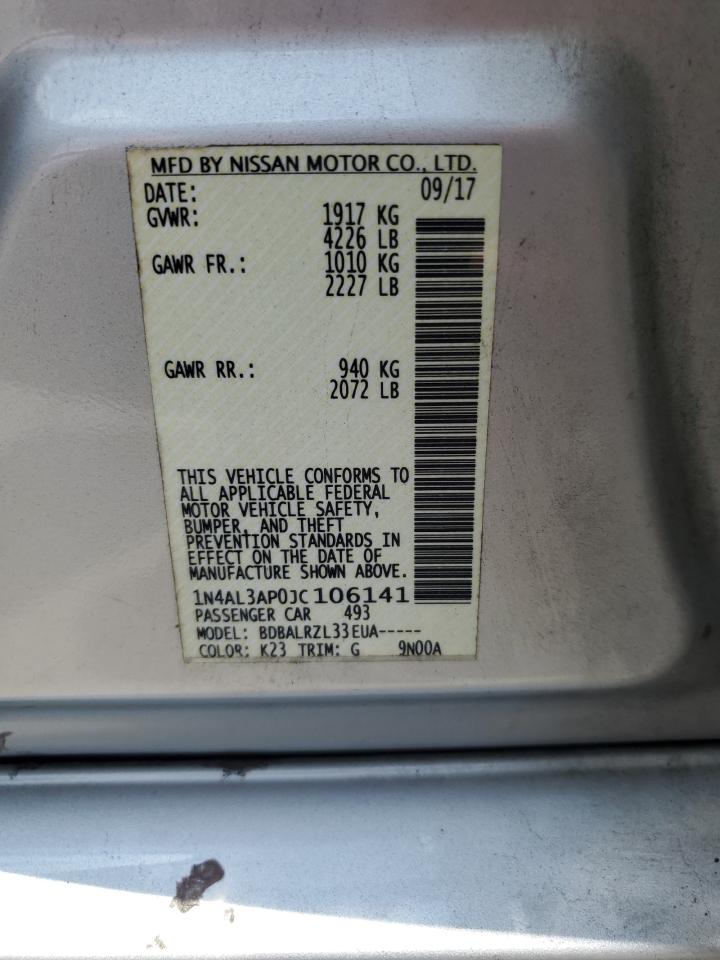 MFD BY NISSAN MOTOR CO., LTD.
DATE: 09/17
GVWR: 1917 KG
4226 LB
GAWR FR.: 1010 KG
2227 LB
GAWR RR.: 940 KG
2072 LB
THIS VEHICLE CONFORMS TO
ALL APPLICABLE FEDERAL
MOTOR VEHICLE SAFETY,
BUMPER, AND THEFT
PREVENTION STANDARDS IN
EFFECT ON THE DATE OF
MANUFACTURE SHOWN ABOVE.
1N4AL3AP0JC106141
PASSENGER CAR 493
MODEL: BDBALRZL33EUA-----
COLOR: K23 TRIM: G 9N00A